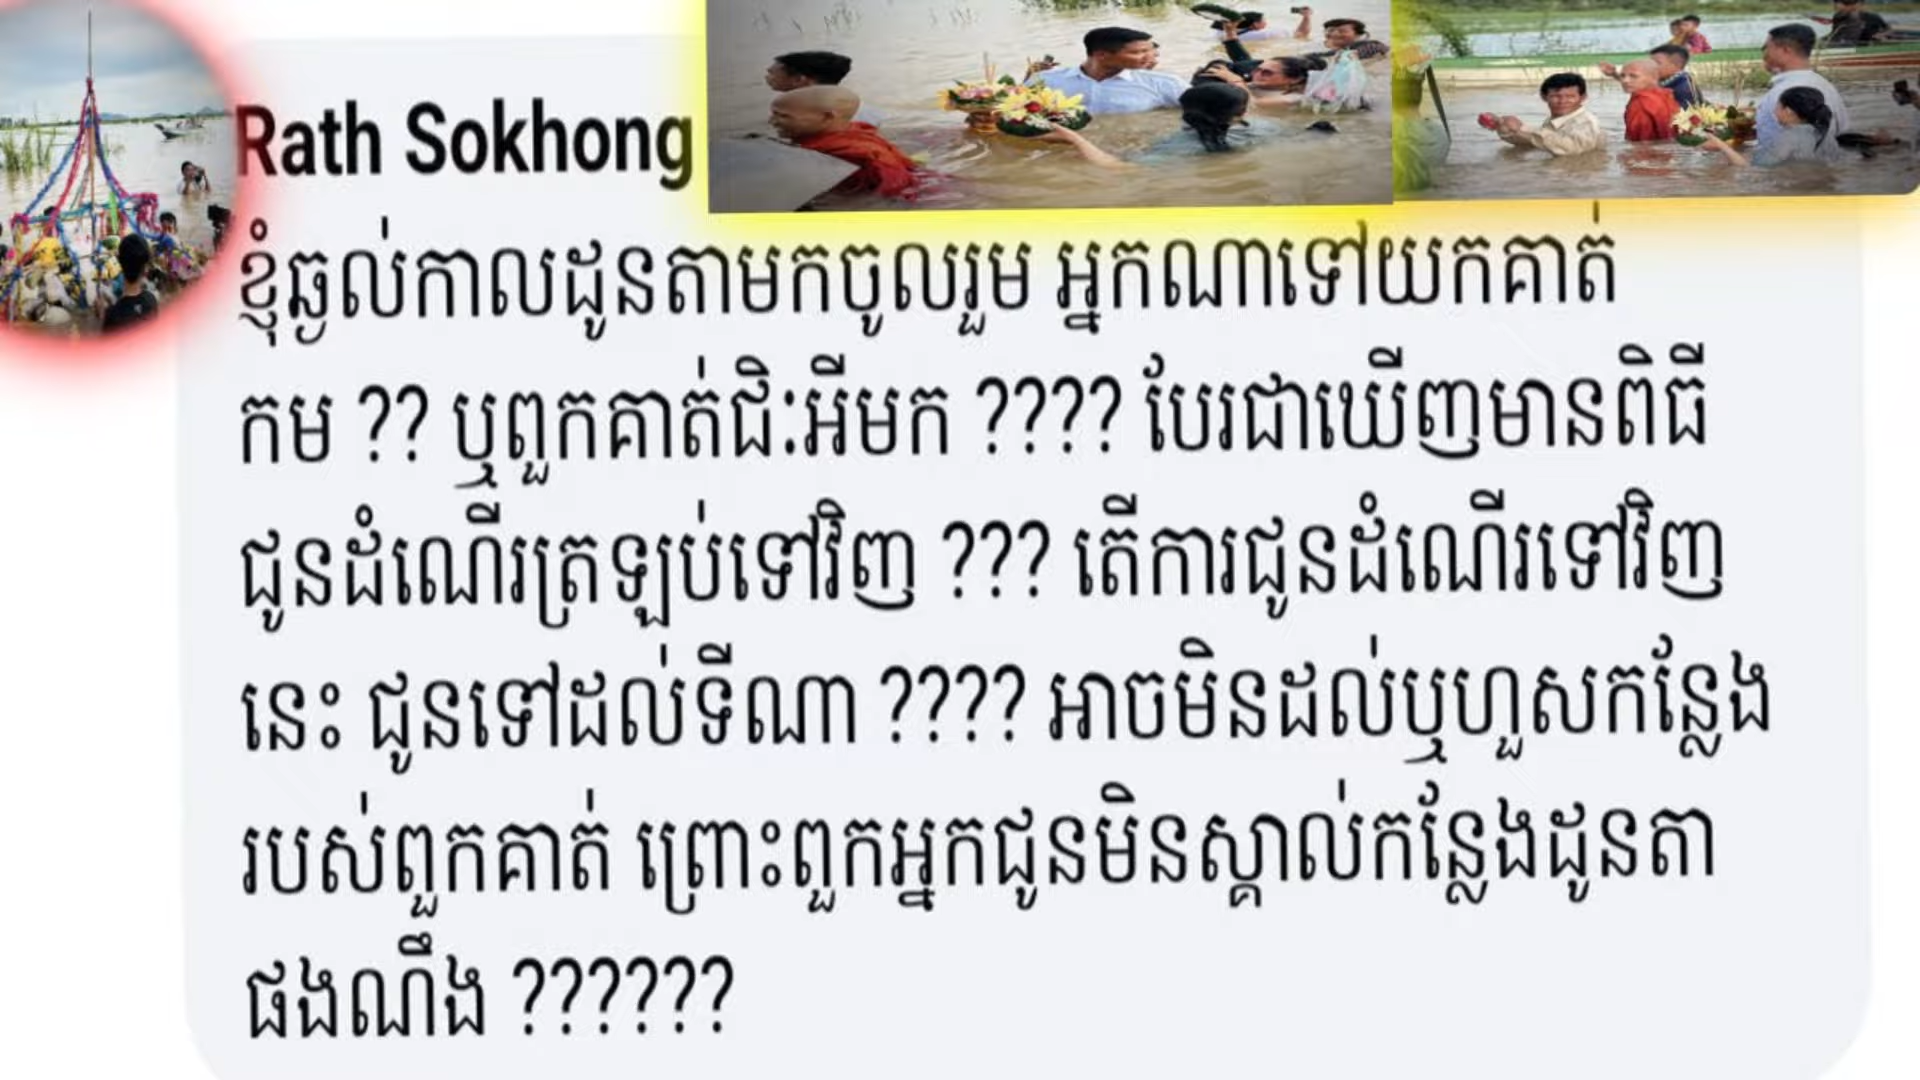 Rath Sokhong
ខ្ញុំឆ្ងល់កាលដូនតាមកចូលរួម អ្នកណាទៅយកគាត់
កម ?? ឬពួកគាត់ជិៈអីមក ???? បែរជាឃើញមានពិធី
ជូនដំណើរត្រឡប់ទៅវិញ ??? តើការជូនដំណើរទៅវិញ
នេះ ជូនទៅដល់ទីណា ???? អាចមិនដល់ឬហួសកន្លែង
របស់ពួកគាត់ ព្រោះពួកអ្នកជូនមិនស្គាល់កន្លែងដូនតា
ផងណឹង ??????